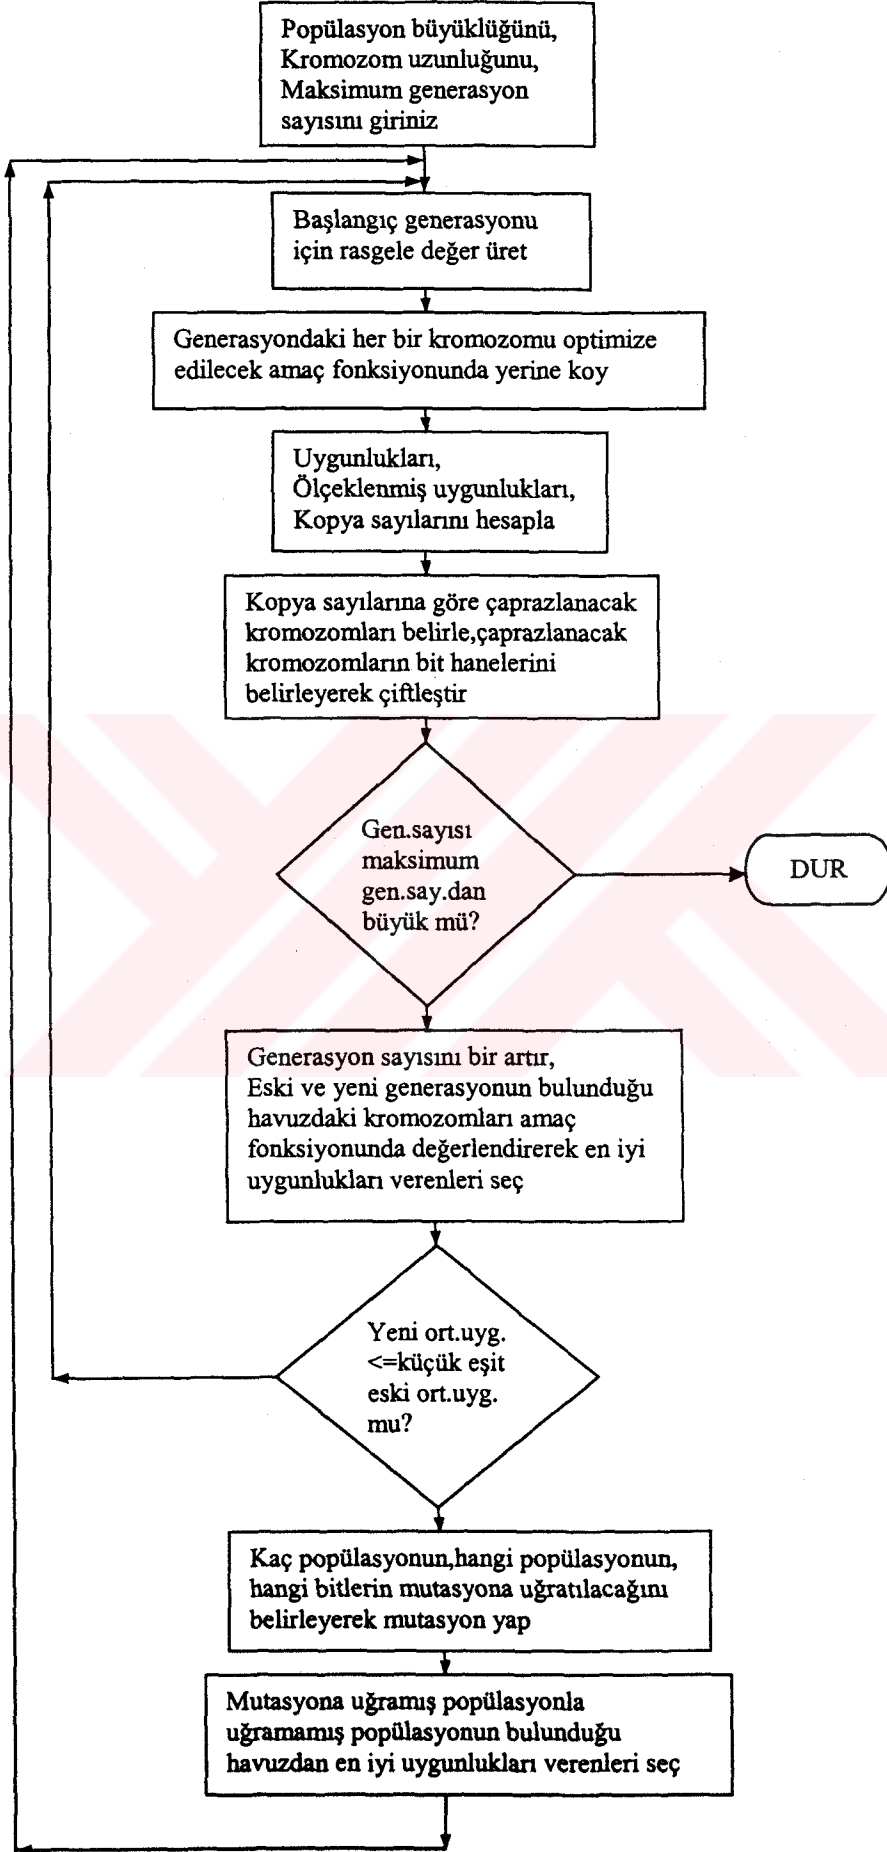 Popülasyon büyüklüğünü,
Kromozom uzunluğunu,
Maksimum generasyon
sayısını giriniz
Başlangıç generasyonu
için rasgele değer üret
Generasyondaki her bir kromozomu optimize
edilecek amaç fonksiyonunda yerine koy
Uygunlukları,
Ölçeklenmiş uygunlukları,
Kopya sayılarını hesapla
Kopya sayılarına göre çaprazlanacak
kromozomları belirle,çaprazlanacak
kromozomların bit hanelerini
belirleyerek çiftleştir
Gen.sayısı
maksimum
gen.say.dan
büyük mü?
DUR
Generasyon sayısını bir artır,
Eski ve yeni generasyonun bulunduğu
havuzdaki kromozomları amaç
fonksiyonunda değerlendirerek en iyi
uygunlukları verenleri seç
Yeni ort.uyg.
<=küçük eşit
eski ort.uyg.
mu?
Kaç popülasyonun,hangi popülasyonun,
hangi bitlerin mutasyona uğratılacağını
belirleyerek mutasyon yap
Mutasyona uğramış popülasyonla
uğramamış popülasyonun bulunduğu
havuzdan en iyi uygunlukları verenleri seç